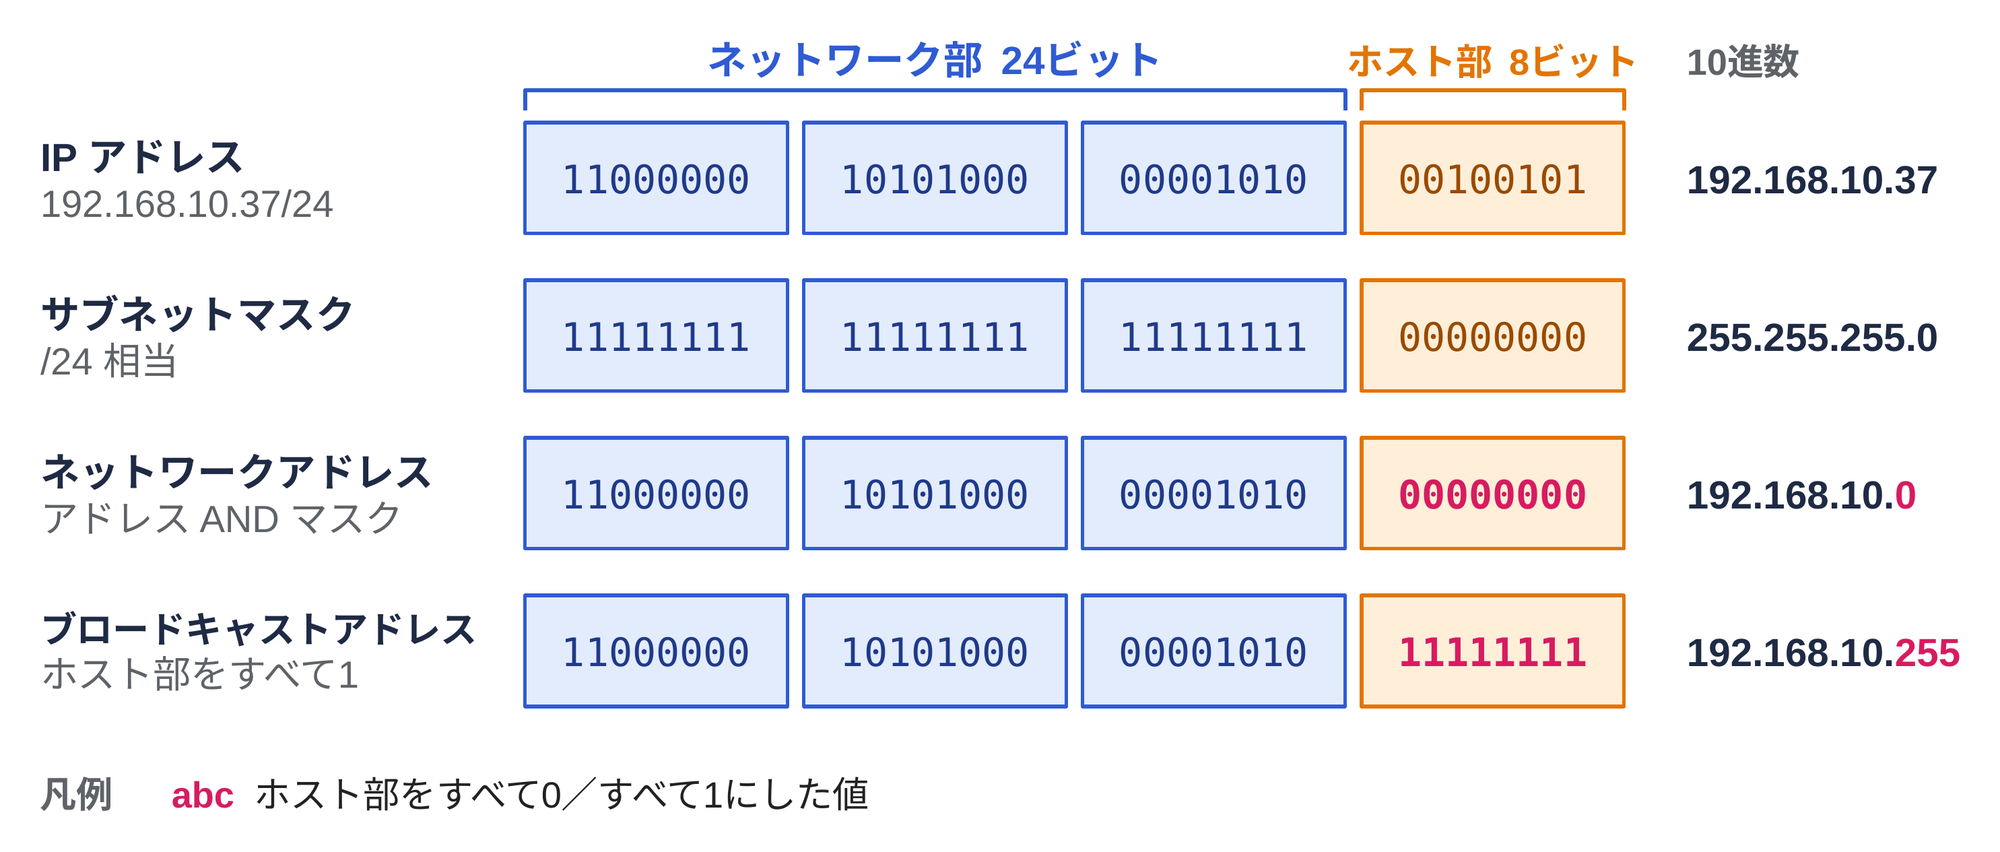 ネットワーク部 24ビット ホスト部 8ビット 10進数
IP アドレス
192.168.10.37/24
11000000 10101000 00001010 00100101 192.168.10.37
サブネットマスク
/24 相当
11111111 11111111 11111111 00000000 255.255.255.0
ネットワークアドレス
アドレス AND マスク
11000000 10101000 00001010 00000000 192.168.10.0
ブロードキャストアドレス
ホスト部をすべて1
11000000 10101000 00001010 11111111 192.168.10.255
凡例 abc ホスト部をすべて0／すべて1にした値